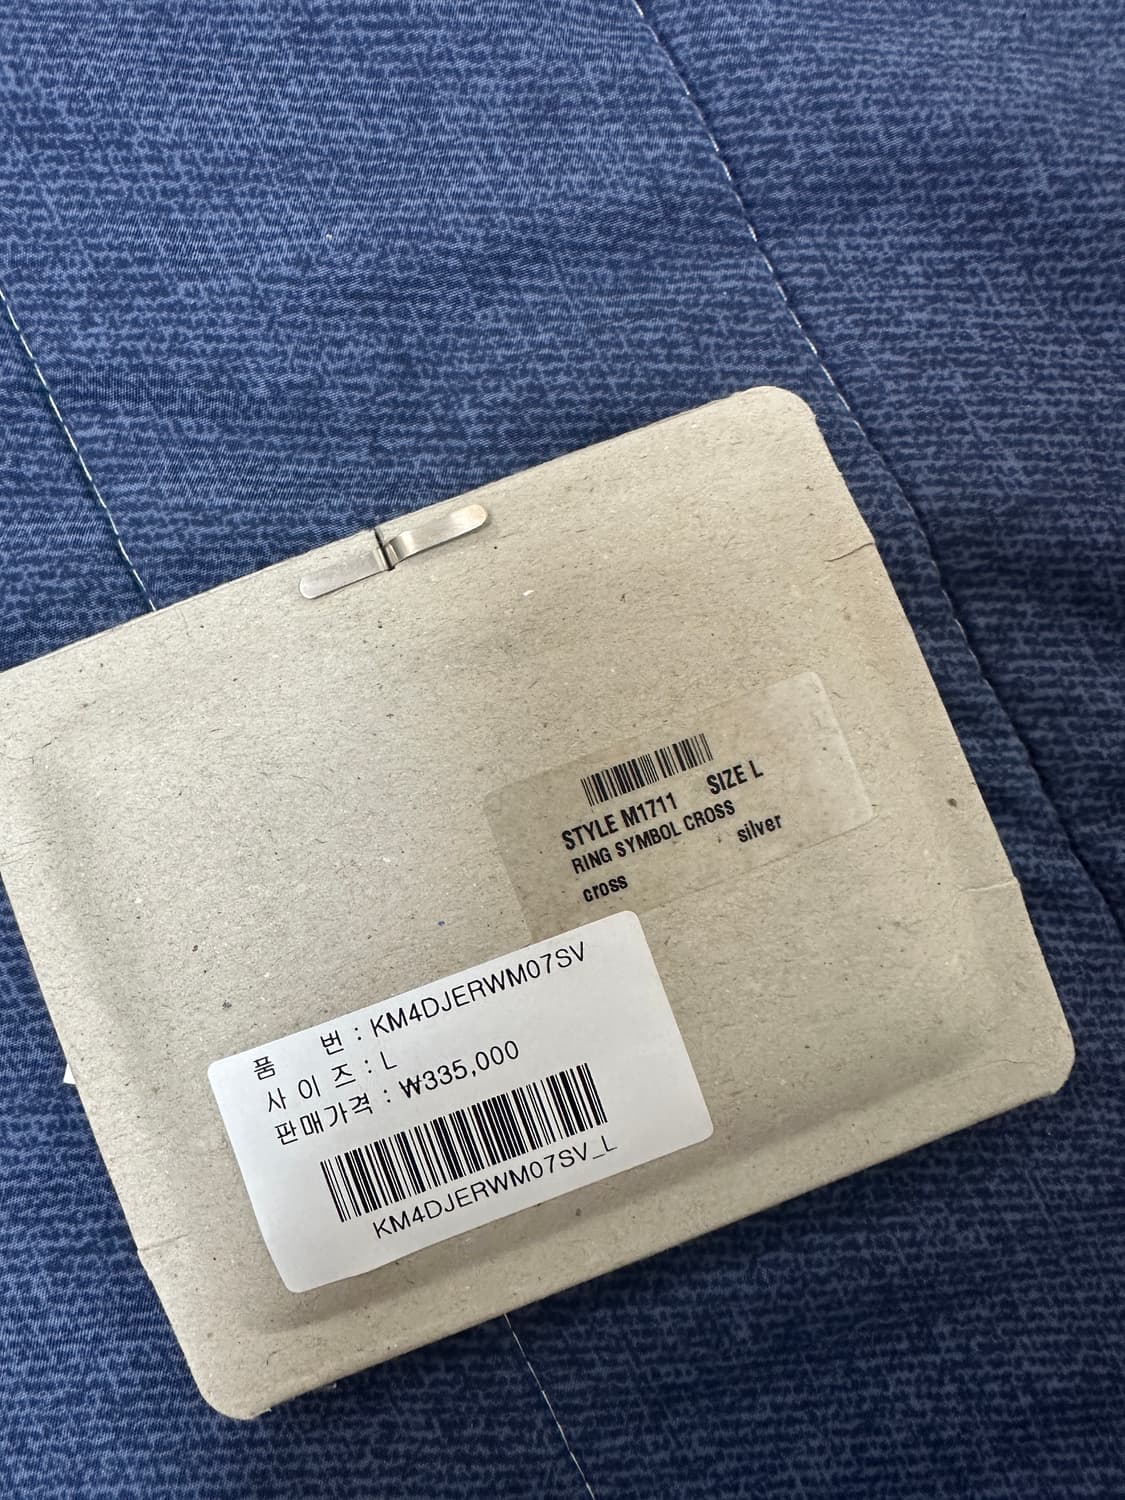 STYLE M1711 SIZE L
RING SYMBOL CROSS
silver
cross
품 번 : KM4DJERWM07SV
사 이 즈 : L
판매가격 : ₩335,000
KM4DJERWM07SV_L